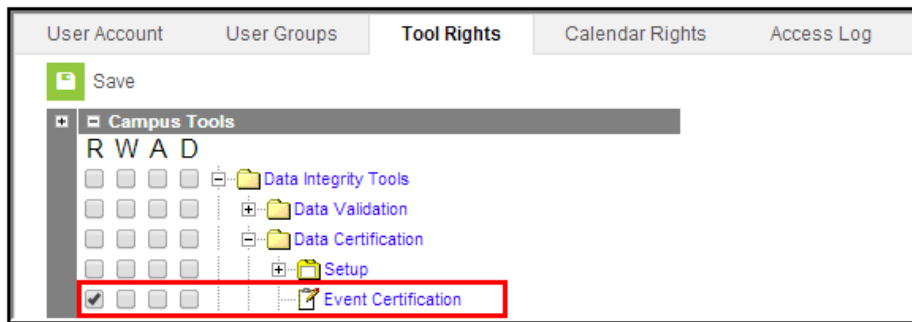 User Account User Groups Tool Rights Calendar Rights Access Log
Save
Campus Tools
R W A D
Data Integrity Tools
Data Validation
Data Certification
Setup
Event Certification